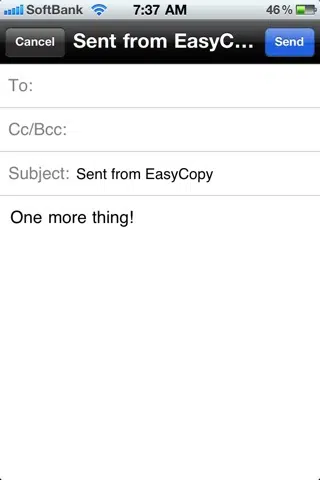 SoftBank 7:37 AM 46%
Cancel Sent from EasyC... Send
To:
Cc/Bcc:
Subject: Sent from EasyCopy
One more thing!